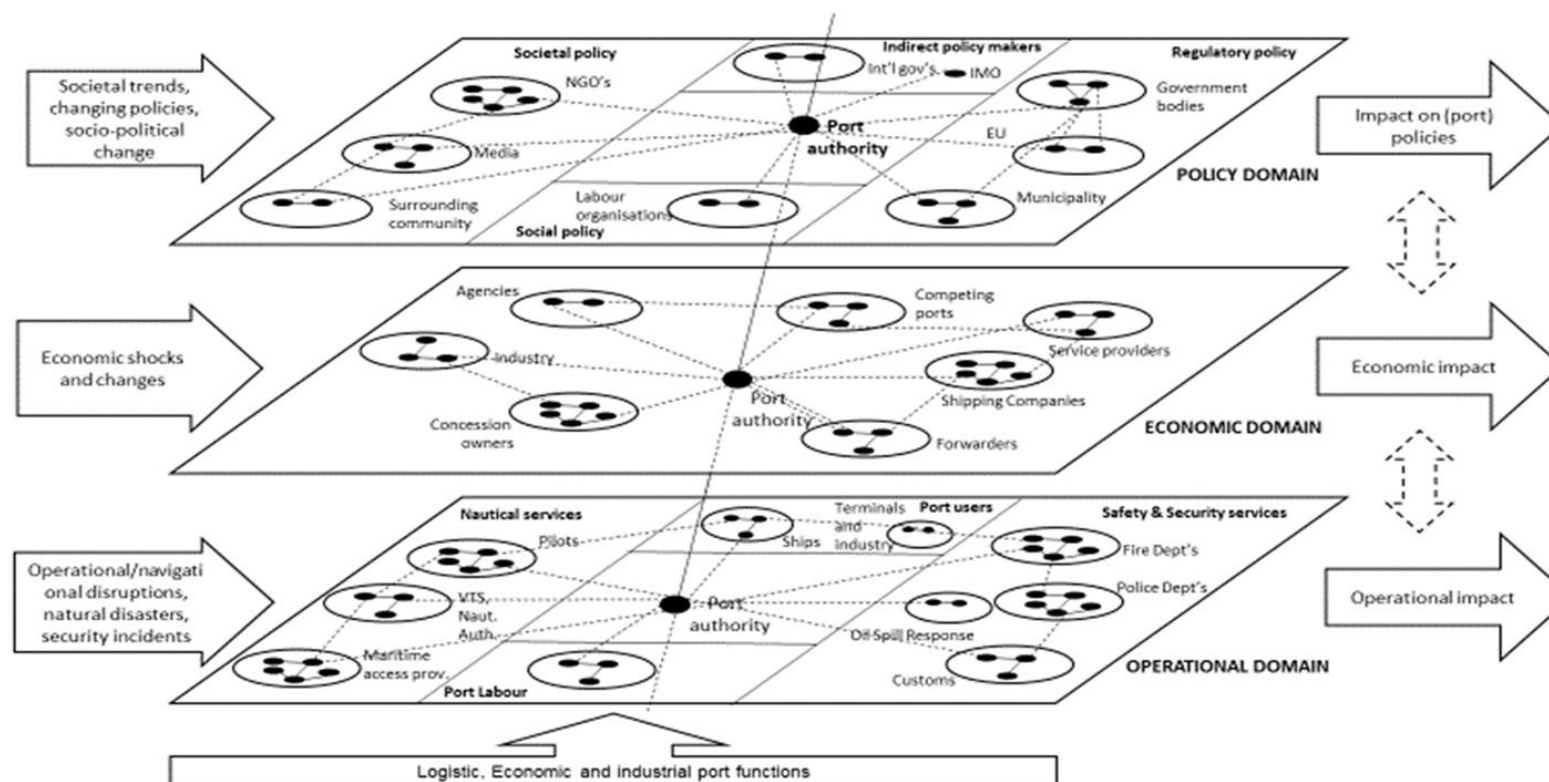 Societal trends,
changing policies,
socio-political
change
Societal policy
NGO's
Media
Surrounding
community
Indirect policy makers
Int'l gov's.
IMO
Regulatory policy
Government
bodies
EU
Municipality
Port
authority
Labour
organisations
Social policy
POLICY DOMAIN
Impact on (port)
policies
Economic shocks
and changes
Agencies
Industry
Concession
owners
Competing
ports
Service providers
Shipping Companies
Forwarders
Port
authority
ECONOMIC DOMAIN
Economic impact
Operational/navigati
onal disruptions,
natural disasters,
security incidents
Nautical services
Pilots
VTS,
Naut.
Auth.
Maritime
access prov.
Port Labour
Ships
Terminals
and
industry
Port users
Safety & Security services
Fire Dept's
Police Dept's
Oil Spill Response
Customs
Port
authority
OPERATIONAL DOMAIN
Operational impact
Logistic, Economic and industrial port functions